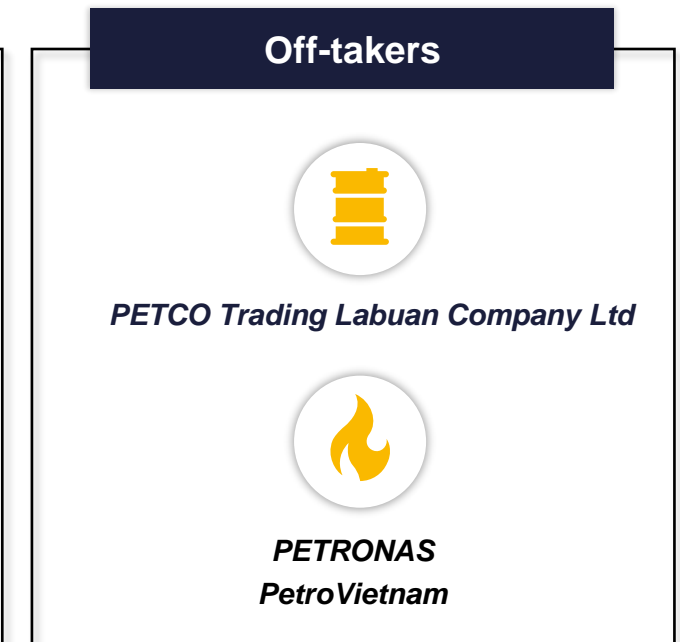 Off-takers
PETCO Trading Labuan Company Ltd
PETRONAS
PetroVietnam